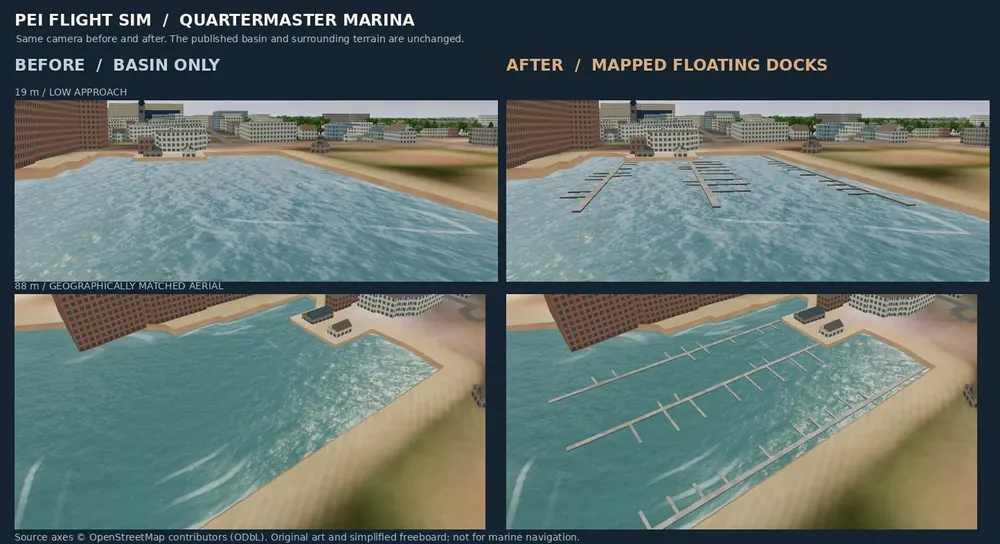 PEI FLIGHT SIM / QUARTERMASTER MARINA
Same camera before and after. The published basin and surrounding terrain are unchanged.
BEFORE / BASIN ONLY
AFTER / MAPPED FLOATING DOCKS
19 m / LOW APPROACH
88 m / GEOGRAPHICALLY MATCHED AERIAL
Source axes © OpenStreetMap contributors (ODbL). Original art and simplified freeboard; not for marine navigation.